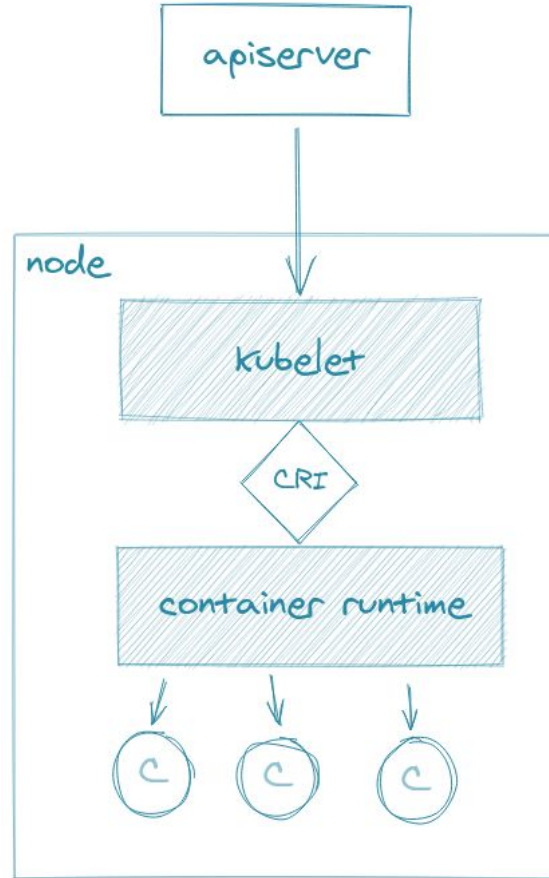 apiserver
node
kubelet
CRI
container runtime
C
C
C